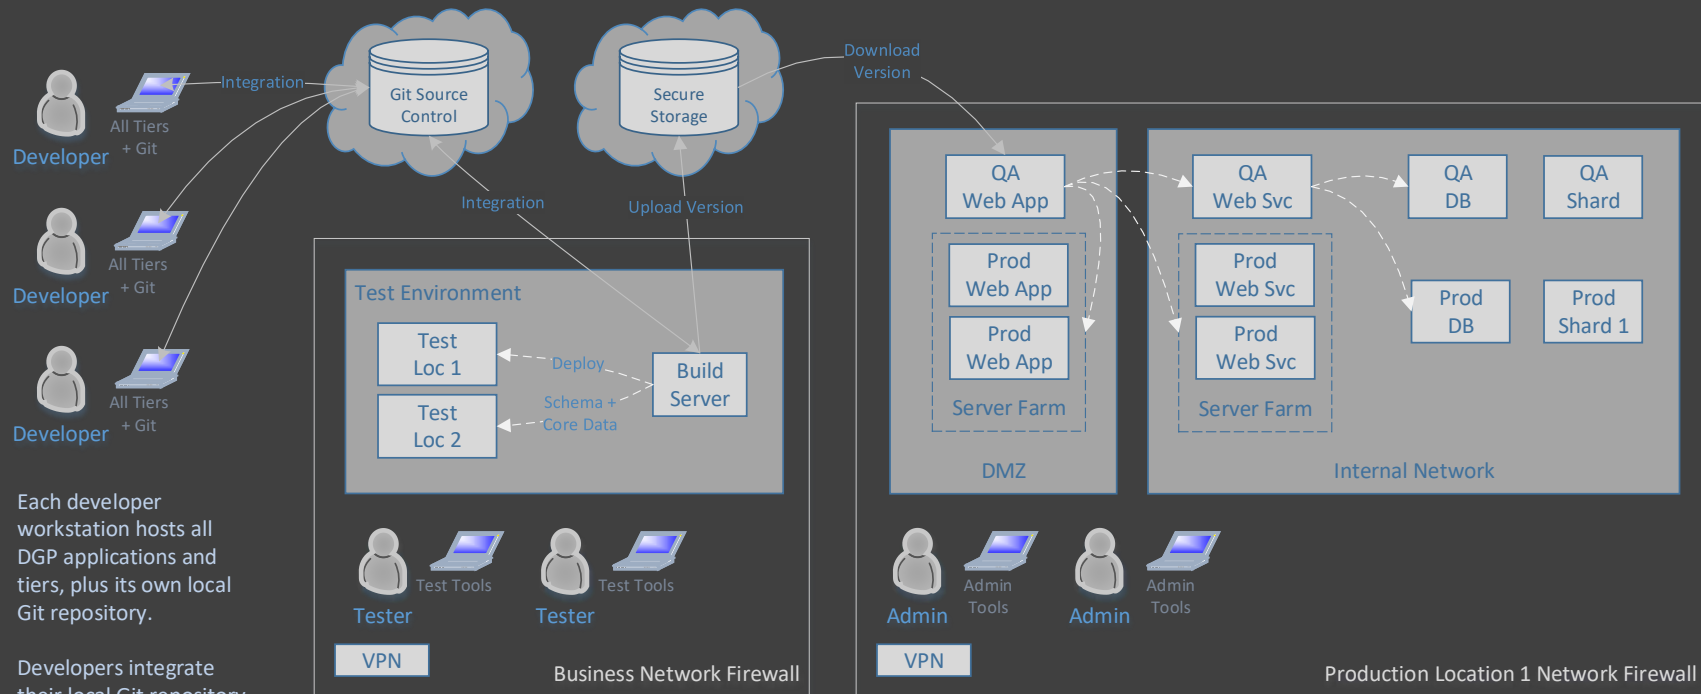 Integration
Git Source
Control
Secure
Storage
Download
Version
All Tiers
+ Git
Developer
All Tiers
+ Git
Developer
All Tiers
+ Git
Developer
Integration
Upload Version
Test Environment
Test
Loc 1
Test
Loc 2
Deploy
Schema +
Core Data
Build
Server
Test Tools
Tester
Test Tools
Tester
VPN
Business Network Firewall
QA
Web App
Prod
Web App
Prod
Web App
Server Farm
DMZ
QA
Web Svc
Prod
Web Svc
Prod
Web Svc
Server Farm
QA
DB
QA
Shard
Prod
DB
Prod
Shard 1
Internal Network
Admin
Tools
Admin
Admin
Tools
Admin
VPN
Production Location 1 Network Firewall
Each developer
workstation hosts all
DGP applications and
tiers, plus its own local
Git repository.
Developers integrate
their local Git repository